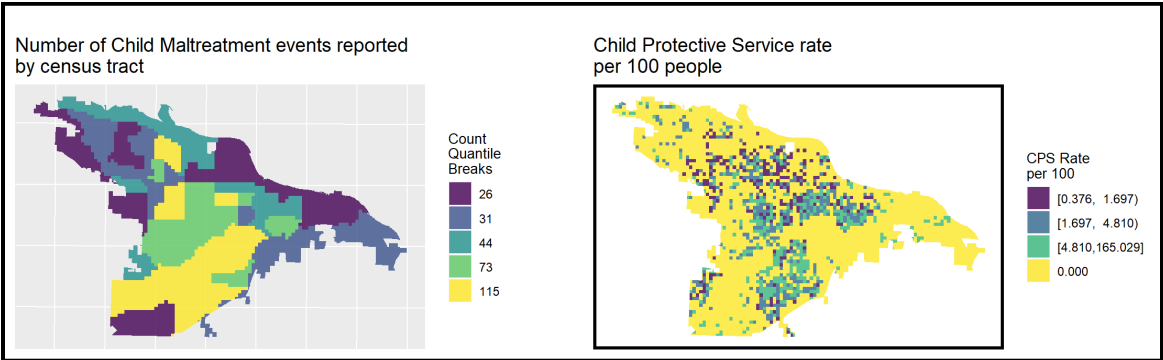 Number of Child Maltreatment events reported
by census tract
Count
Quantile
Breaks
26
31
44
73
115
Child Protective Service rate
per 100 people
CPS Rate
per 100
[0.376, 1.697)
[1.697, 4.810)
[4.810,165.029]
0.000